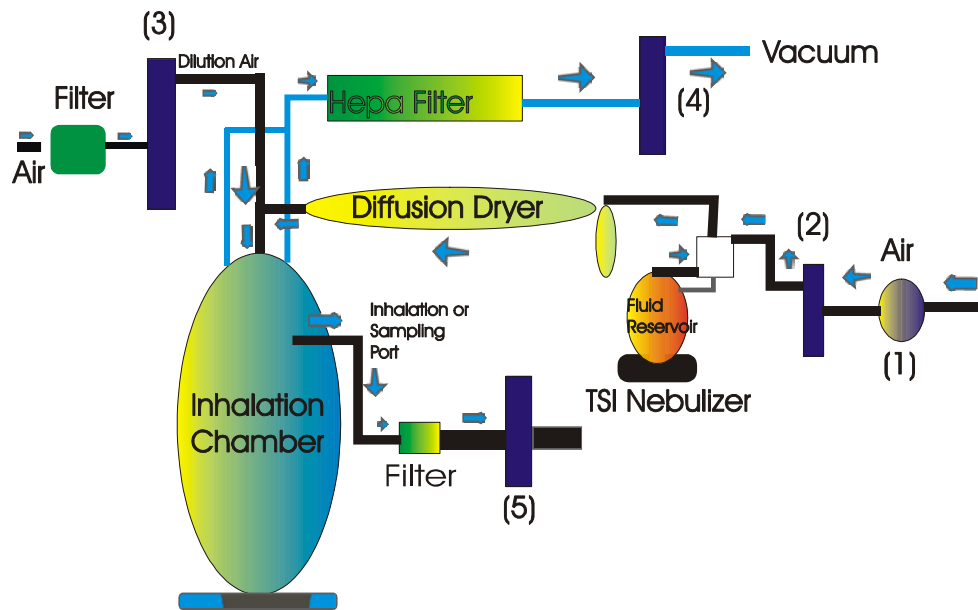 (3)
Dilution Air
Filter
Air
Hepa Filter
Vacuum
(4)
Diffusion Dryer
(2)
Air
(1)
Fluid
Reservoir
TSI Nebulizer
Inhalation or
Sampling
Port
Inhalation
Chamber
Filter
(5)